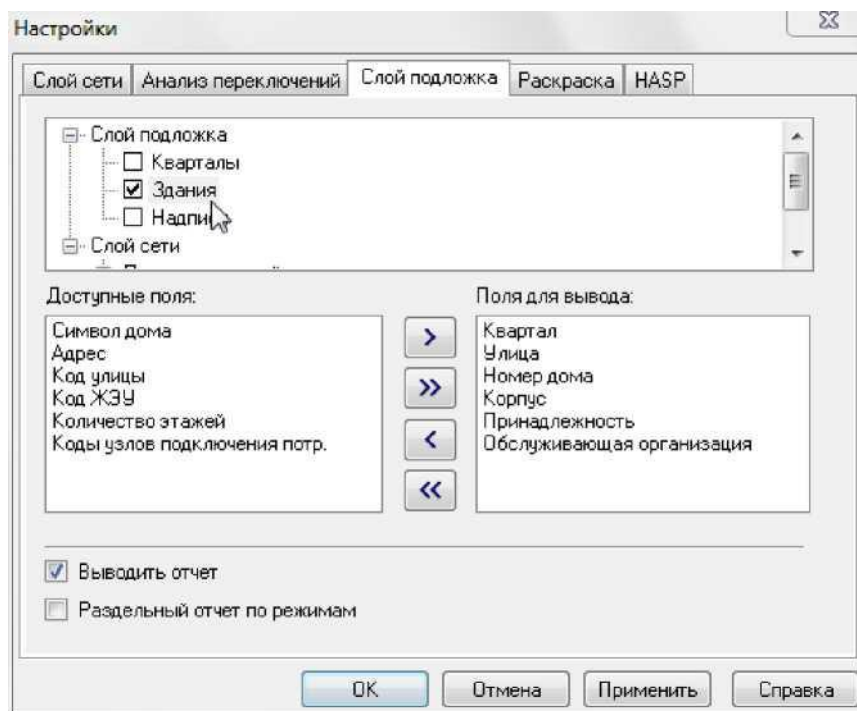 Настройки
Слой сети Анализ переключений Слой подложка Раскраска HASP
Слой подложка
Кварталы
Здания
Слой сети
Доступные поля: Поля для вывода:
Символ дома
Адрес
Код улицы
Код ЖЭУ
Количество этажей
Коды узлов подключения потр.
>
>>
<
<<
Квартал
Улица
Номер дома
Корпус
Принадлежность
Обслуживающая организация
Выводить отчет
Раздельный отчет по режимам
OK Отмена Применить Справка